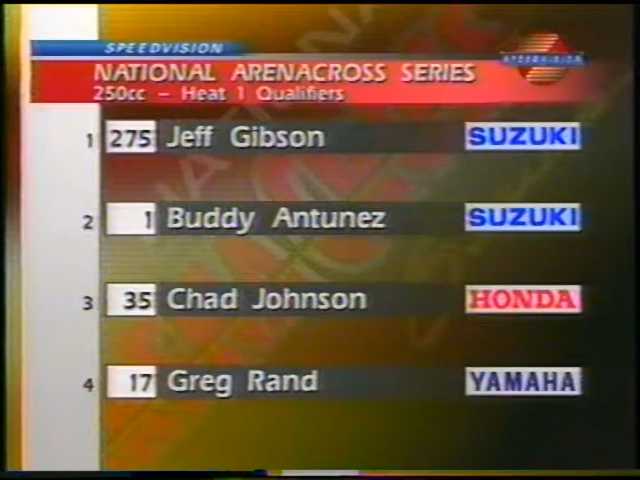 SPEEDVISION
SPEEDVISION
NATIONAL ARENACROSS SERIES
250cc - Heat 1 Qualifiers
1 275 Jeff Gibson SUZUKI
2 1 Buddy Antunez SUZUKI
3 35 Chad Johnson HONDA
4 17 Greg Rand YAMAHA